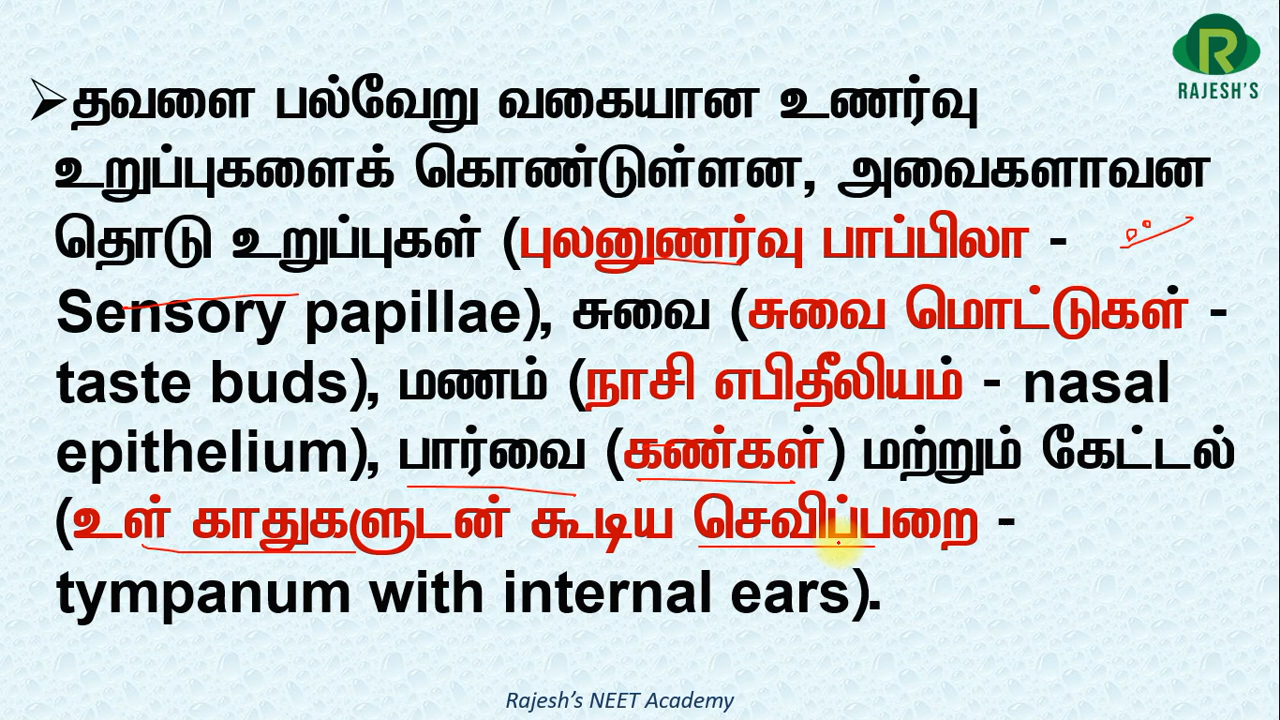 R
RAJESH'S
➢தவளை பல்வேறு வகையான உணர்வு
உறுப்புகளைக் கொண்டுள்ளன, அவைகளாவன
தொடு உறுப்புகள் (புலனுணர்வு பாப்பிலா -
Sensory papillae), சுவை (சுவை மொட்டுகள் -
taste buds), மணம் (நாசி எபிதீலியம் - nasal
epithelium), பார்வை (கண்கள்) மற்றும் கேட்டல்
(உள் காதுகளுடன் கூடிய செவிப்பறை -
tympanum with internal ears).
Rajesh's NEET Academy